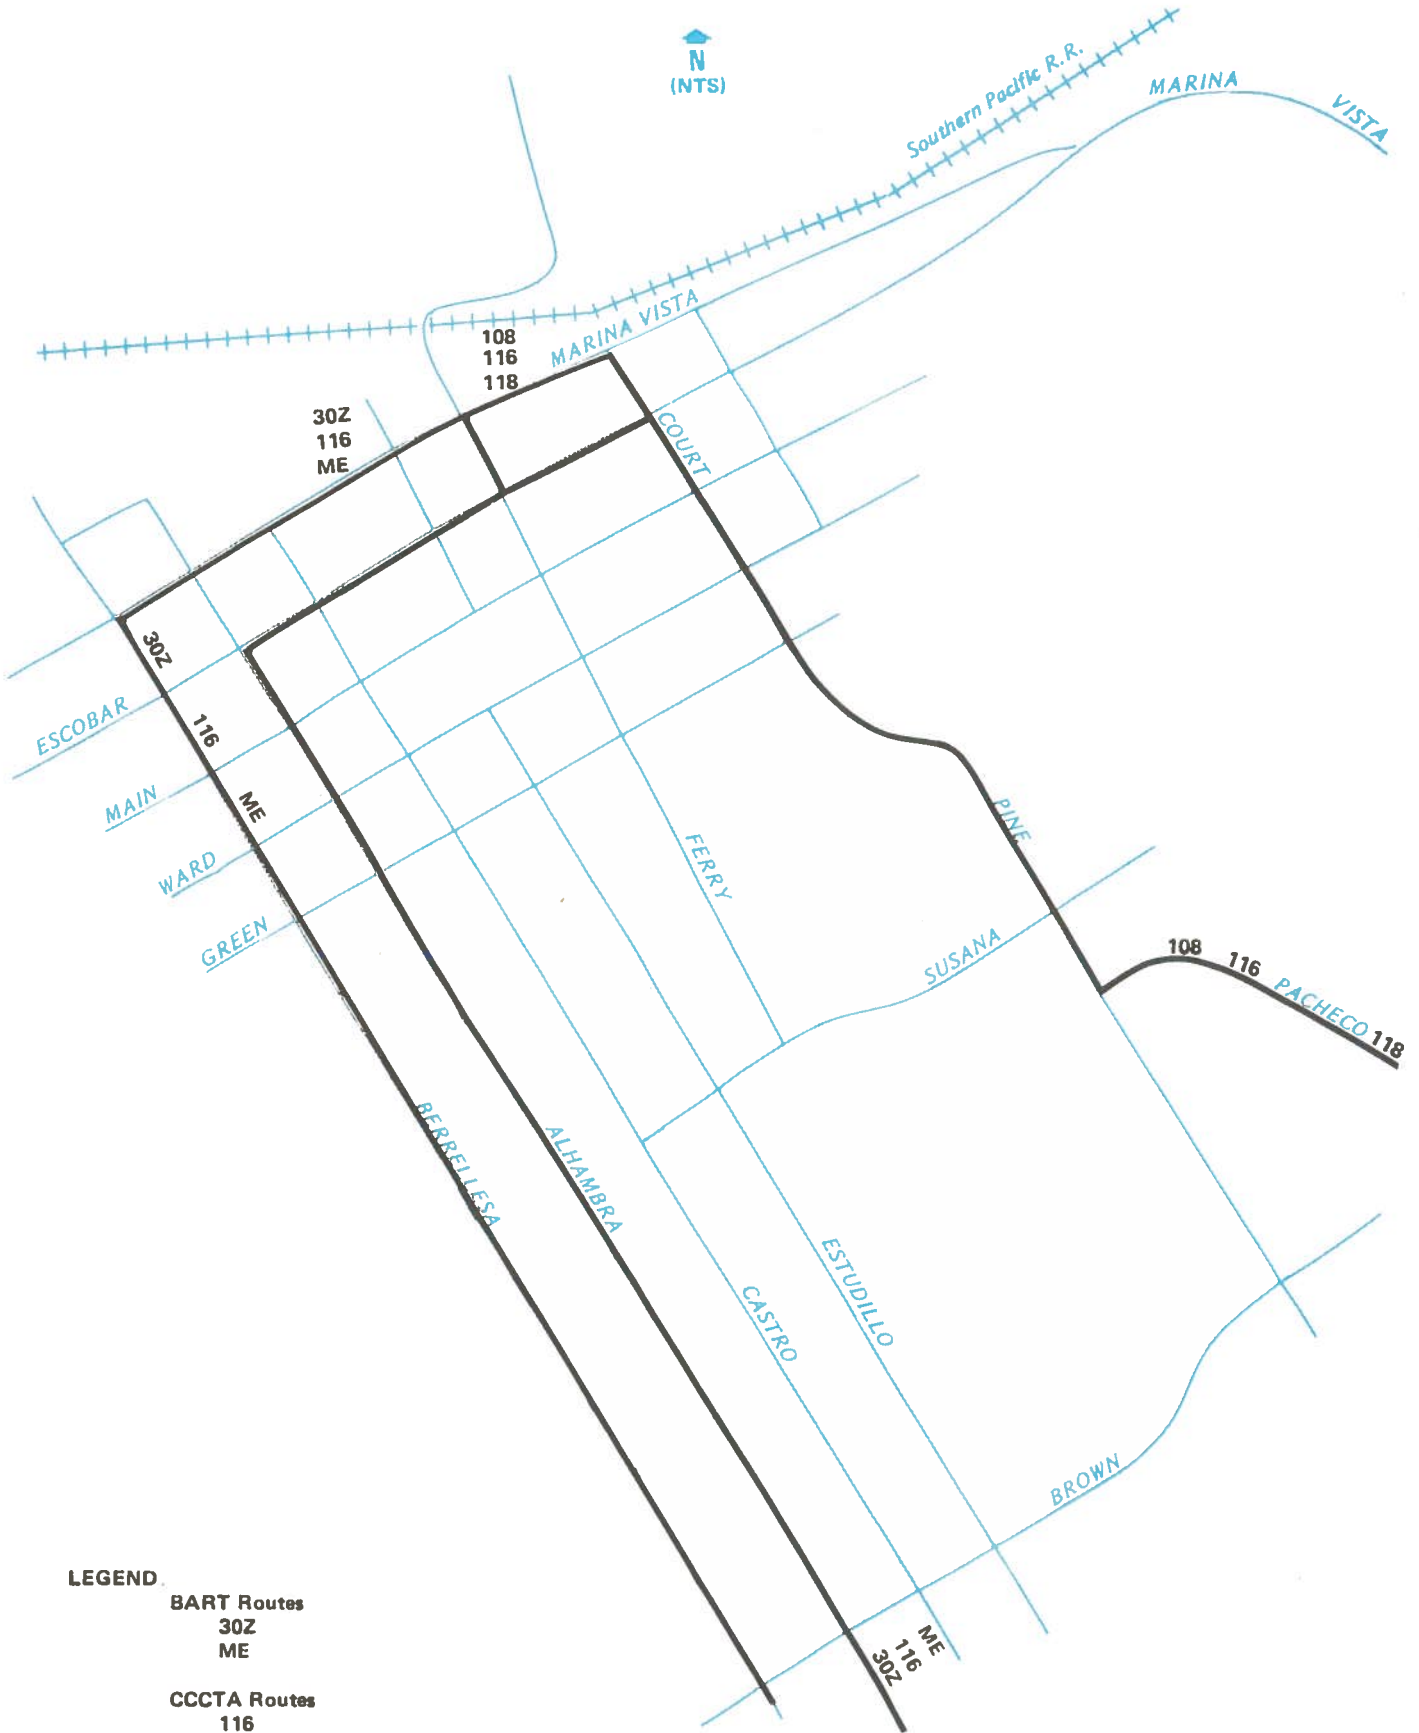 N
(NTS)
Southern Pacific R.R.
MARINA
VISTA
MARINA VISTA
108
116
118
30Z
116
ME
COURT
30Z
116
ME
ESCOBAR
MAIN
WARD
GREEN
PINE
FERRY
SUSANA
108
116
PACHECO
118
BERRELLESA
ALHAMBRA
ESTUDILLO
CASTRO
BROWN
ME
116
30Z
LEGEND
BART Routes
30Z
ME
CCCTA Routes
116